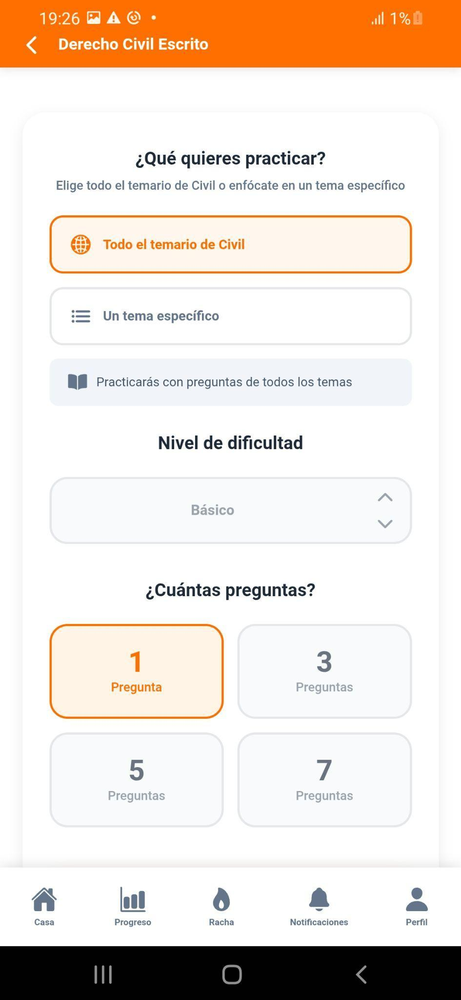 19:26
1%
Derecho Civil Escrito
¿Qué quieres practicar?
Elige todo el temario de Civil o enfócate en un tema específico
Todo el temario de Civil
Un tema específico
Practicarás con preguntas de todos los temas
Nivel de dificultad
Básico
¿Cuántas preguntas?
1
Pregunta
3
Preguntas
5
Preguntas
7
Preguntas
Casa
Progreso
Racha
Notificaciones
Perfil